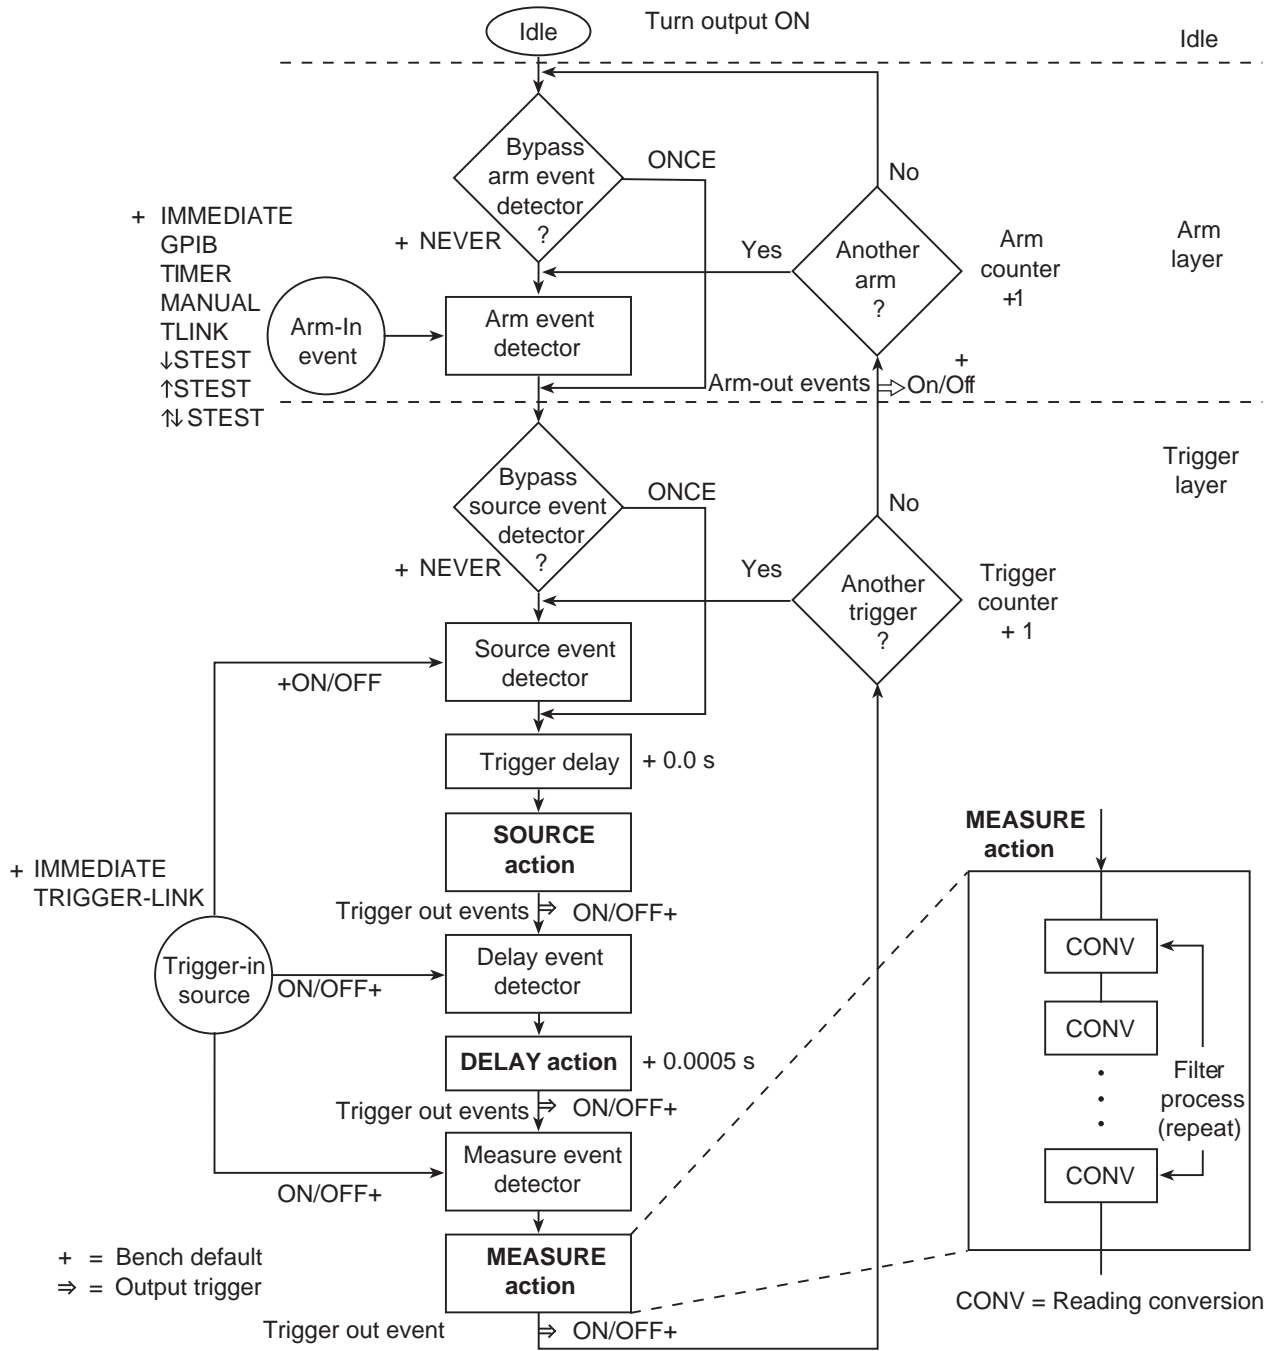 Idle
Turn output ON
Idle
Bypass
arm event
detector
?
ONCE
No
+ IMMEDIATE
GPIB
TIMER
MANUAL
TLINK
↓STEST
↑STEST
↑↓ STEST
+ NEVER
Yes
Another
arm
?
Arm
counter
+1
Arm
layer
Arm-In
event
Arm event
detector
Arm-out events
⇒
+
On/Off
Trigger
layer
Bypass
source event
detector
?
ONCE
No
+ NEVER
Yes
Another
trigger
?
Trigger
counter
+ 1
Source event
detector
+ON/OFF
Trigger delay
+ 0.0 s
SOURCE
action
+ IMMEDIATE
TRIGGER-LINK
Trigger out events ⇒ ON/OFF+
Trigger-in
source
ON/OFF+
Delay event
detector
DELAY action
+ 0.0005 s
Trigger out events ⇒ ON/OFF+
Measure event
detector
ON/OFF+
MEASURE
action
Trigger out event ⇒ ON/OFF+
+ = Bench default
⇒ = Output trigger
MEASURE
action
CONV
CONV
Filter
process
(repeat)
CONV
CONV = Reading conversion